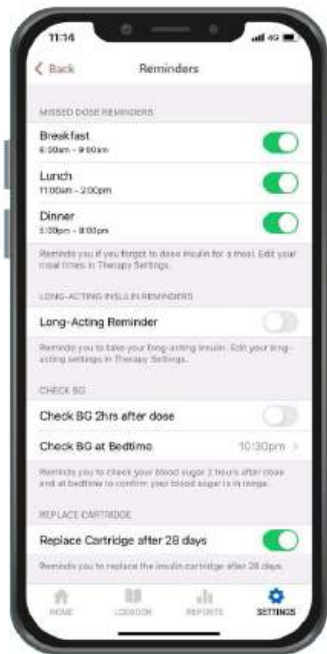 11:14
4G
Back
Reminders
MISSED DOSE REMINDERS
Breakfast
6:00am - 9:00am
Lunch
11:00am - 2:00pm
Dinner
5:00pm - 8:00pm
Reminds you if you forgot to dose insulin for a meal. Edit your
meal times in Therapy Settings.
LONG-ACTING INSULIN REMINDERS
Long-Acting Reminder
Reminds you to take your long-acting insulin. Edit your long-
acting settings in Therapy Settings.
CHECK BG
Check BG 2hrs after dose
Check BG at Bedtime
10:30pm
Reminds you to check your blood sugar 2 hours after dose
and at bedtime to confirm your blood sugar is in range.
REPLACE CARTRIDGE
Replace Cartridge after 28 days
Reminds you to replace the insulin cartridge after 28 days.
HOME
LOGBOOK
REPORTS
SETTINGS